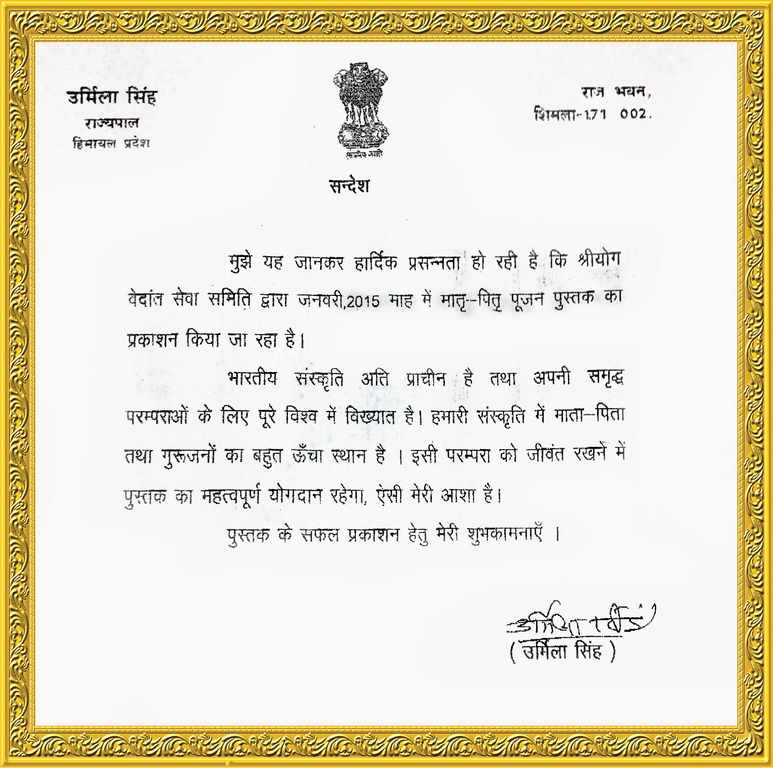 उर्मिला सिंह
राज्यपाल
हिमाचल प्रदेश
राज भवन,
शिमला-171 002.
सत्यमेव जयते
सन्देश
मुझे यह जानकर हार्दिक प्रसन्नता हो रही है कि श्रीयोग
वेदांत सेवा समिति द्वारा जनवरी,2015 माह में मातृ–पितृ पूजन पुस्तक का
प्रकाशन किया जा रहा है।
भारतीय संस्कृति अति प्राचीन है तथा अपनी समृद्ध
परम्पराओं के लिए पूरे विश्व में विख्यात है। हमारी संस्कृति में माता–पिता
तथा गुरूजनों का बहुत ऊँचा स्थान है । इसी परम्परा को जीवंत रखने में
पुस्तक का महत्वपूर्ण योगदान रहेगा, ऐसी मेरी आशा है।
पुस्तक के सफल प्रकाशन हेतु मेरी शुभकामनाएँ ।
उर्मिला सिंह
( उर्मिला सिंह )